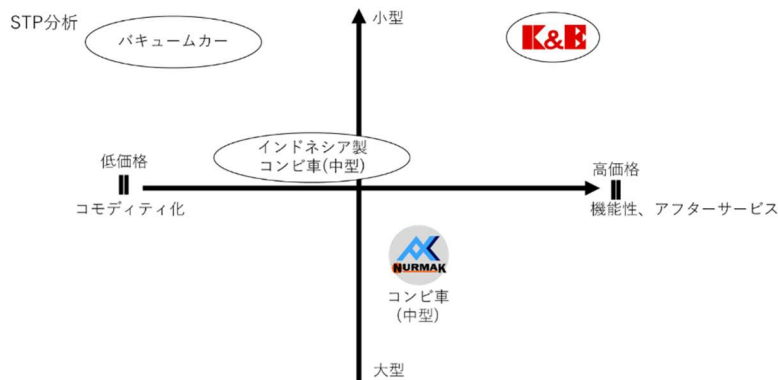 STP分析
小型
バキュームカー
K&E
インドネシア製
コンビ車(中型)
低価格
コモディティ化
高価格
機能性、アフターサービス
NURMAK
コンビ車
(中型)
大型